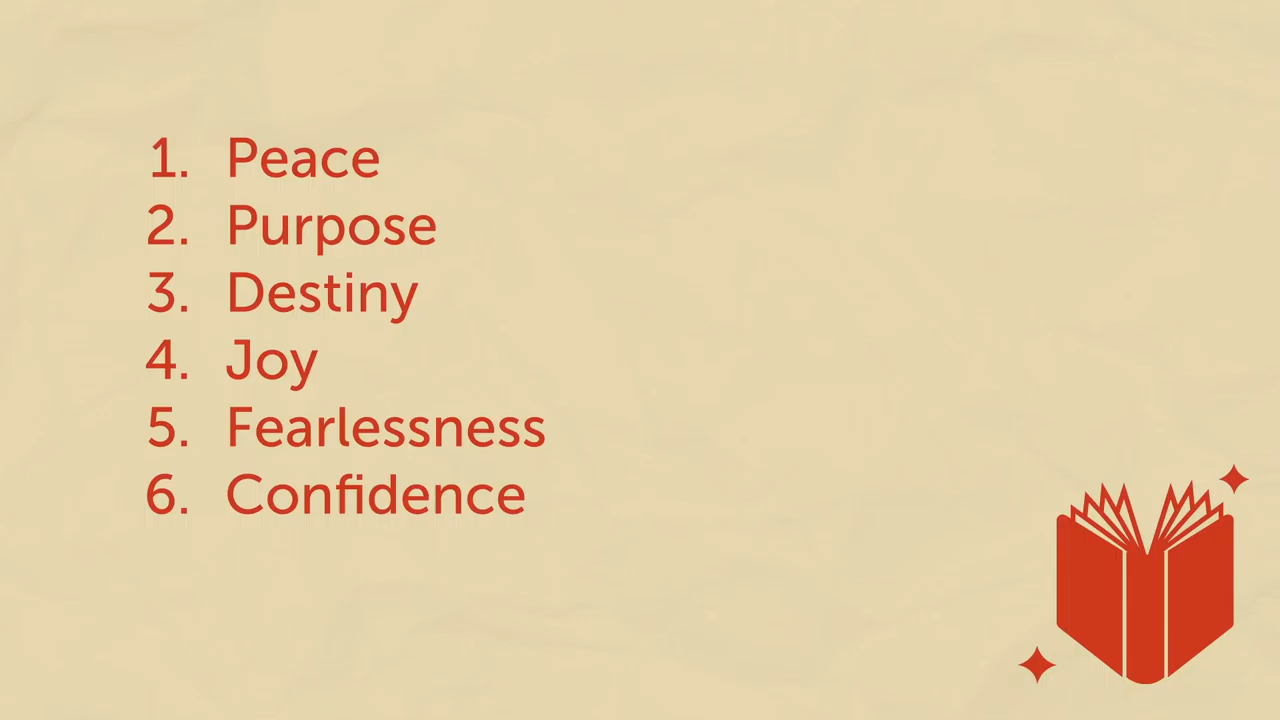 1. Peace
2. Purpose
3. Destiny
4. Joy
5. Fearlessness
6. Confidence